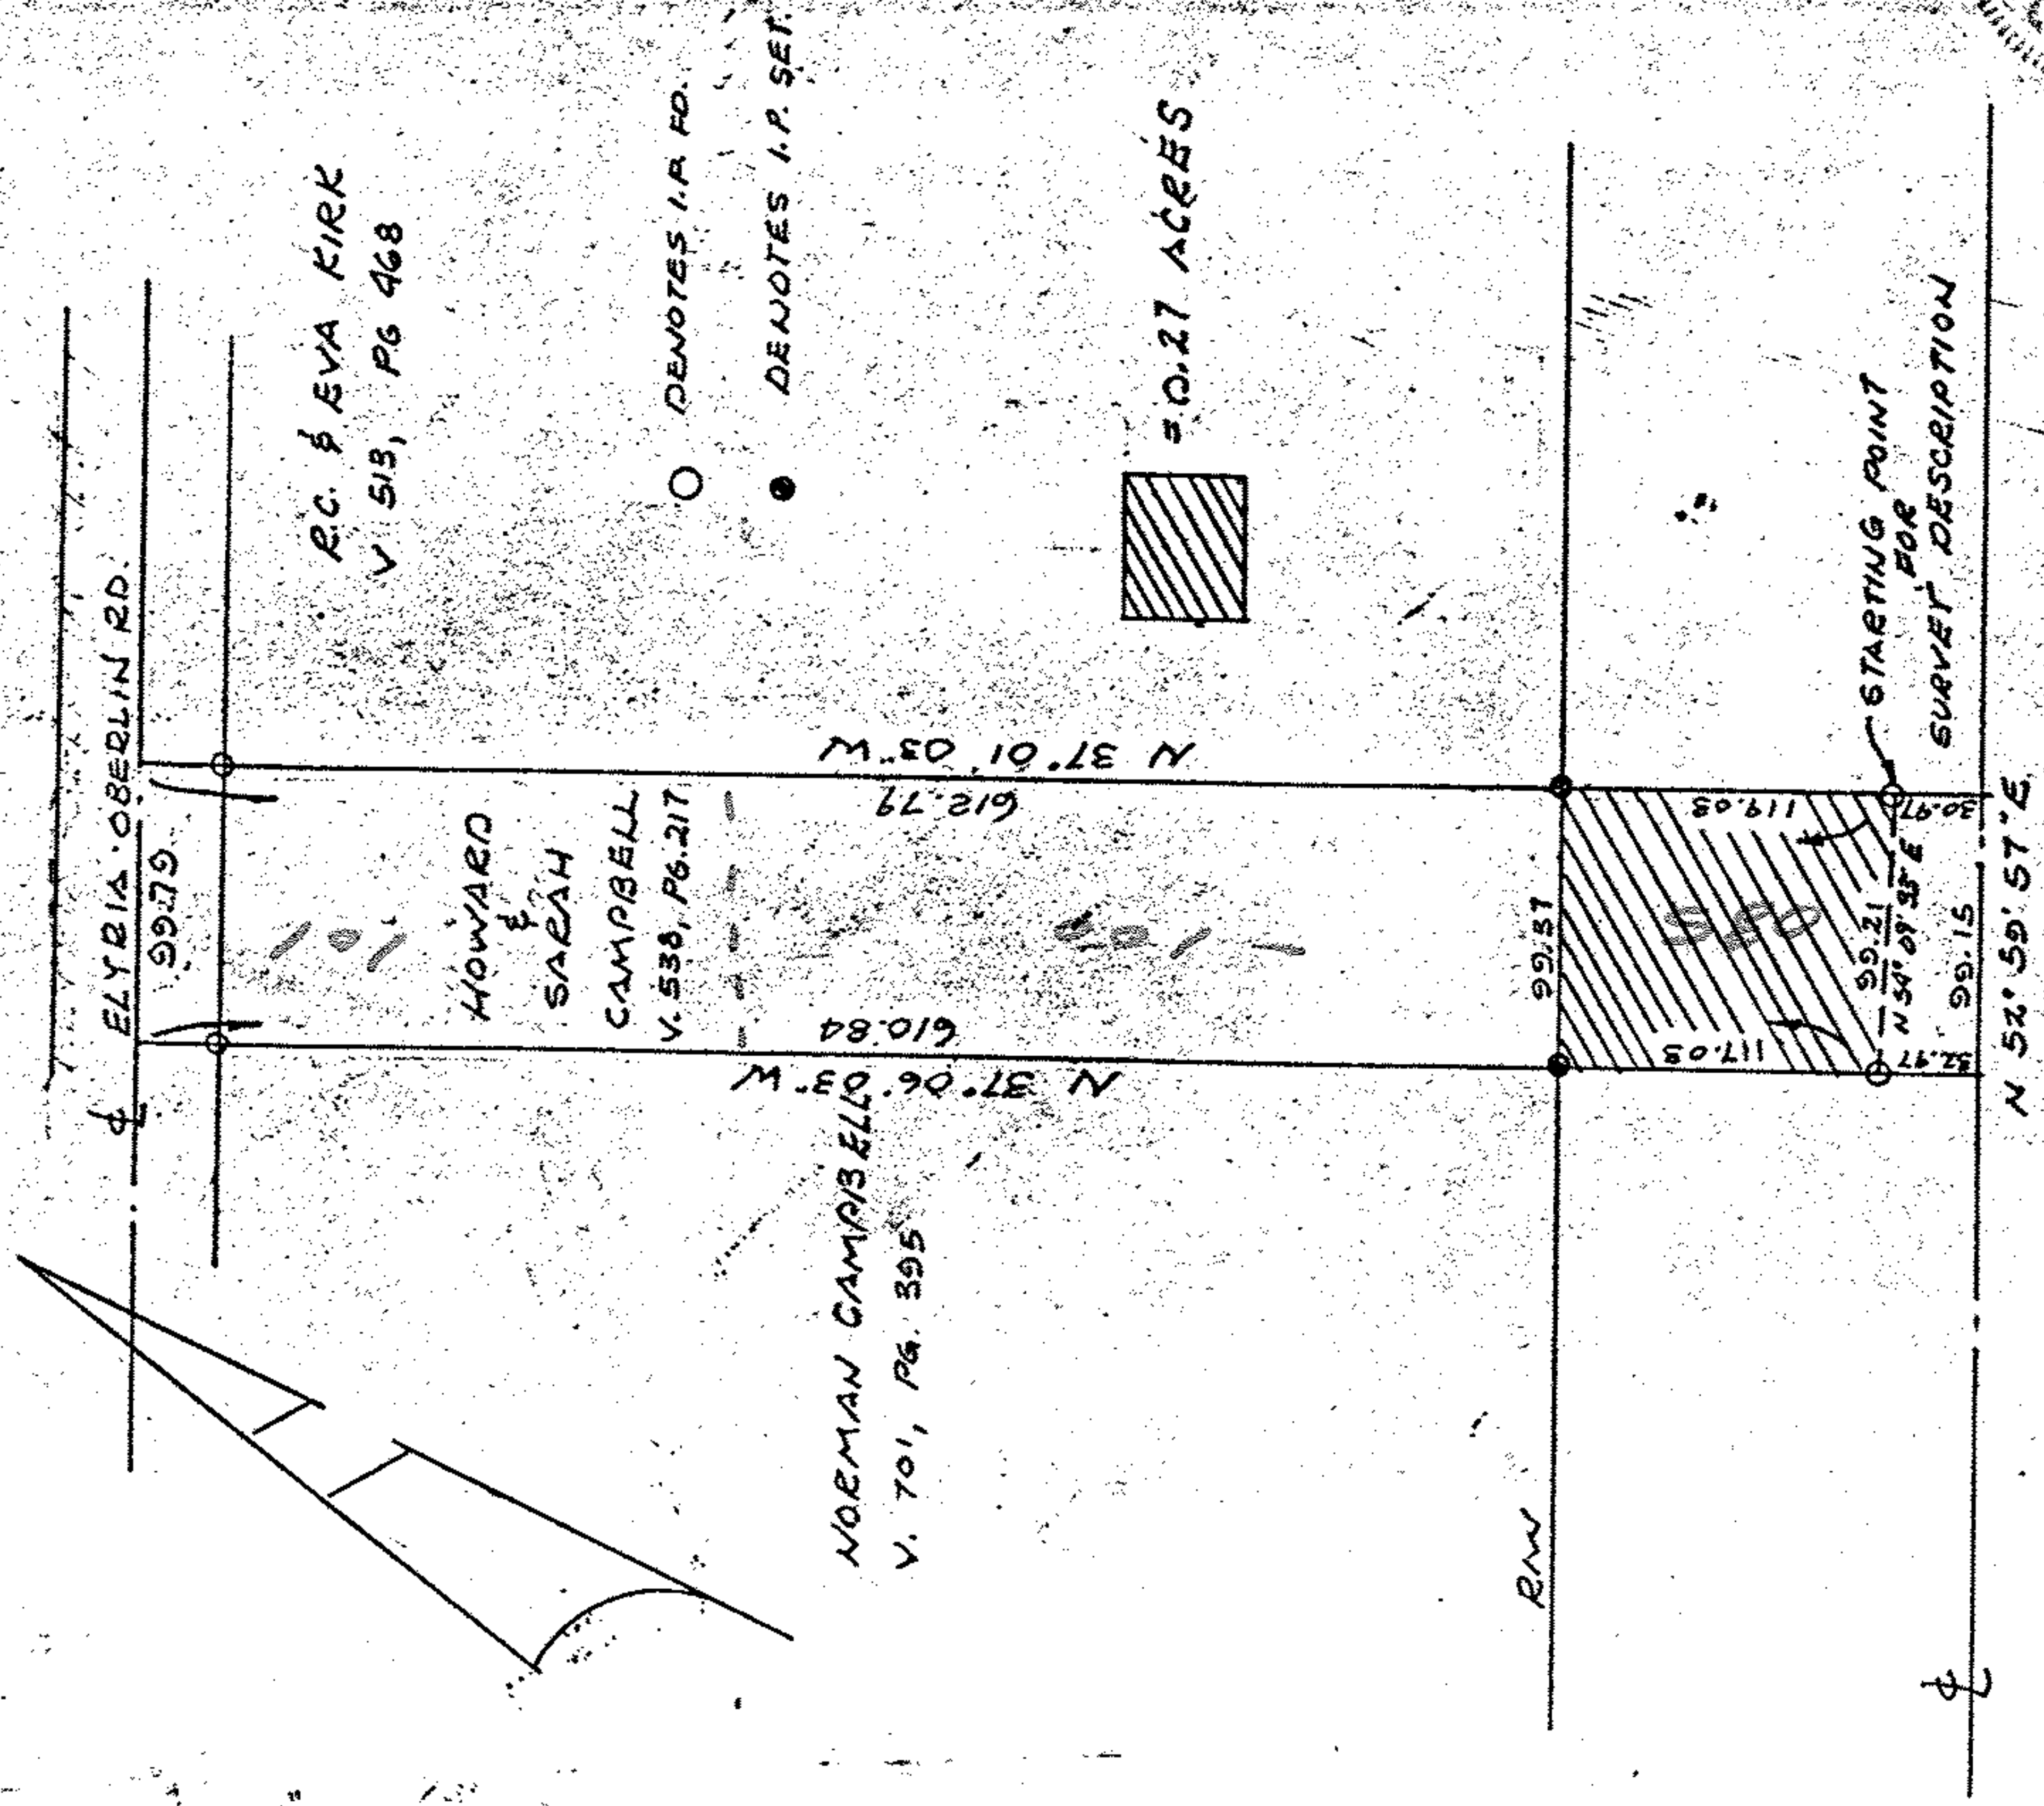 ELYRIA-OBERLIN RD.
99.79
R.C. & EVA KIRK
V 513, PG 468
HOWARD
&
SARAH
CAMPBELL
V. 538, PG. 217
DENOTES I.P. FD.
DENOTES I.P. SET.
= 0.27 ACRES
N 37° 01' 03" W
612.79
610.84
N 37° 06' 03" W
NORMAN CAMPBELL
V. 701, PG. 395
R/W
99.37
119.03
117.03
STARTING POINT
FOR
SURVEY DESCRIPTION
99.21
N 54° 09' 35" E
30.97
32.97
99.15
N 52° 59' 57" E